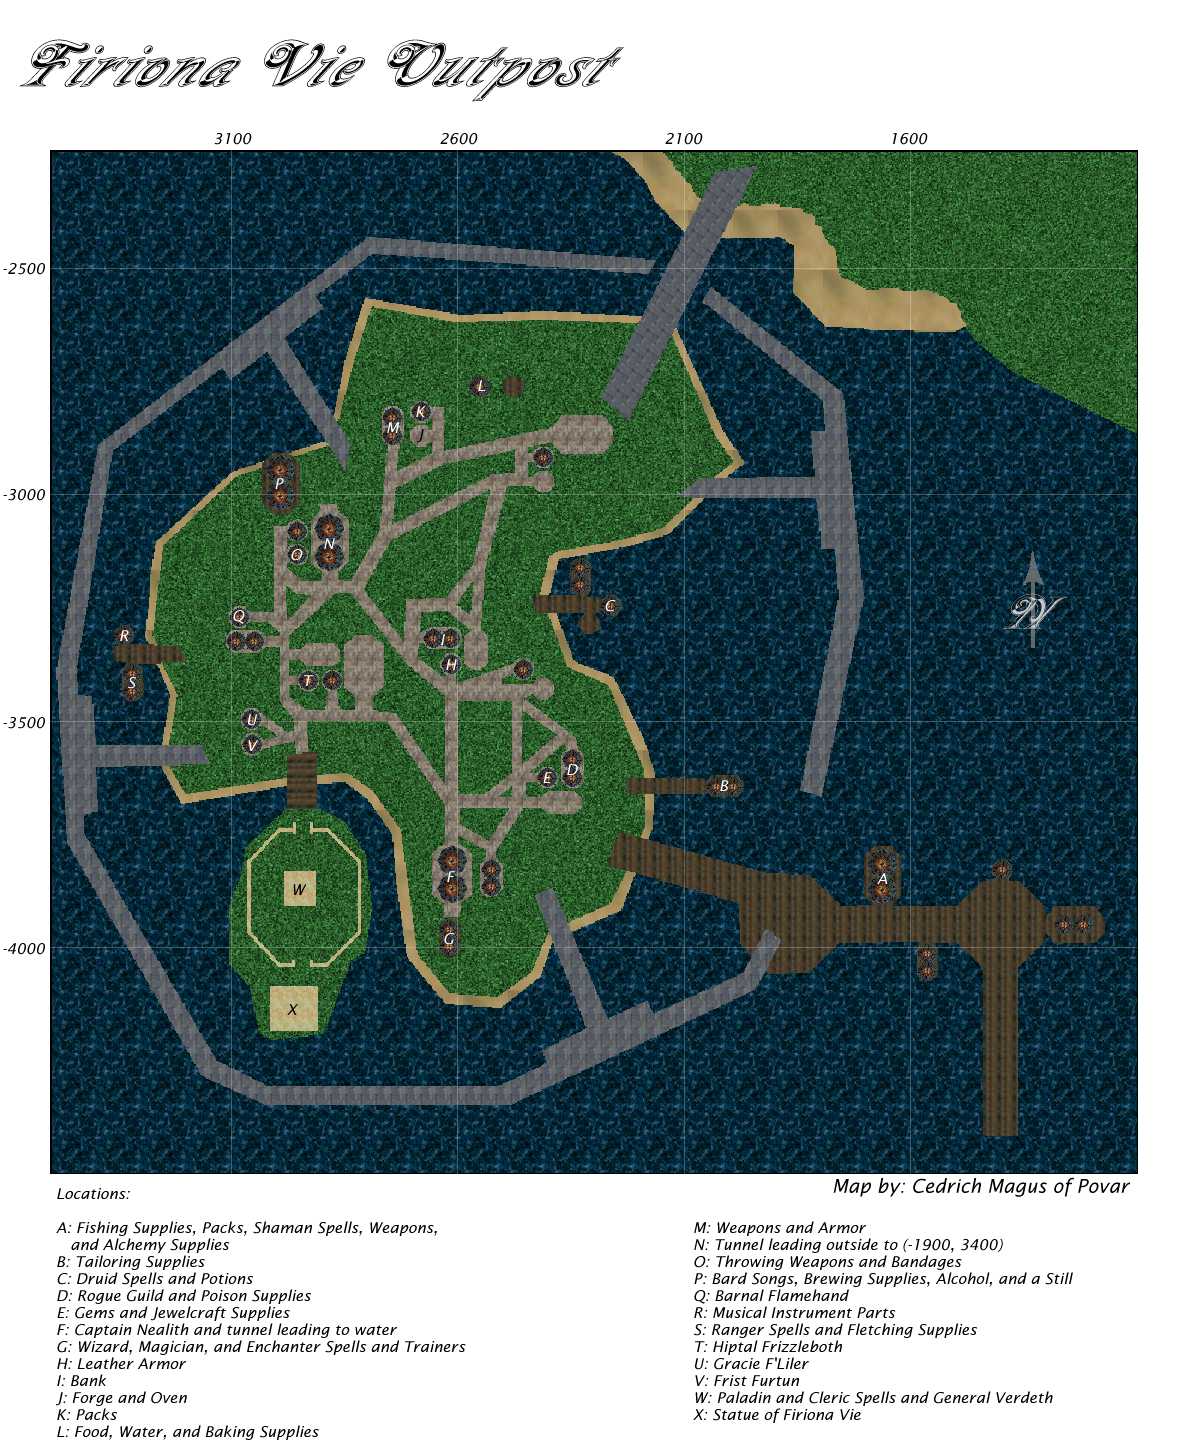 Firiona Vie Outpost
3100 2600 2100 1600
-2500
L
K
M J
-3000
P
N
O
C
Q
R
I
H
S T
-3500
U
V
D
E
B
F A
W
G
-4000
X
N
Map by: Cedrich Magus of Povar
Locations:
A: Fishing Supplies, Packs, Shaman Spells, Weapons,
and Alchemy Supplies
B: Tailoring Supplies
C: Druid Spells and Potions
D: Rogue Guild and Poison Supplies
E: Gems and Jewelcraft Supplies
F: Captain Nealith and tunnel leading to water
G: Wizard, Magician, and Enchanter Spells and Trainers
H: Leather Armor
I: Bank
J: Forge and Oven
K: Packs
L: Food, Water, and Baking Supplies
M: Weapons and Armor
N: Tunnel leading outside to (-1900, 3400)
O: Throwing Weapons and Bandages
P: Bard Songs, Brewing Supplies, Alcohol, and a Still
Q: Barnal Flamehand
R: Musical Instrument Parts
S: Ranger Spells and Fletching Supplies
T: Hiptal Frizzleboth
U: Gracie F'Liler
V: Frist Furtun
W: Paladin and Cleric Spells and General Verdeth
X: Statue of Firiona Vie